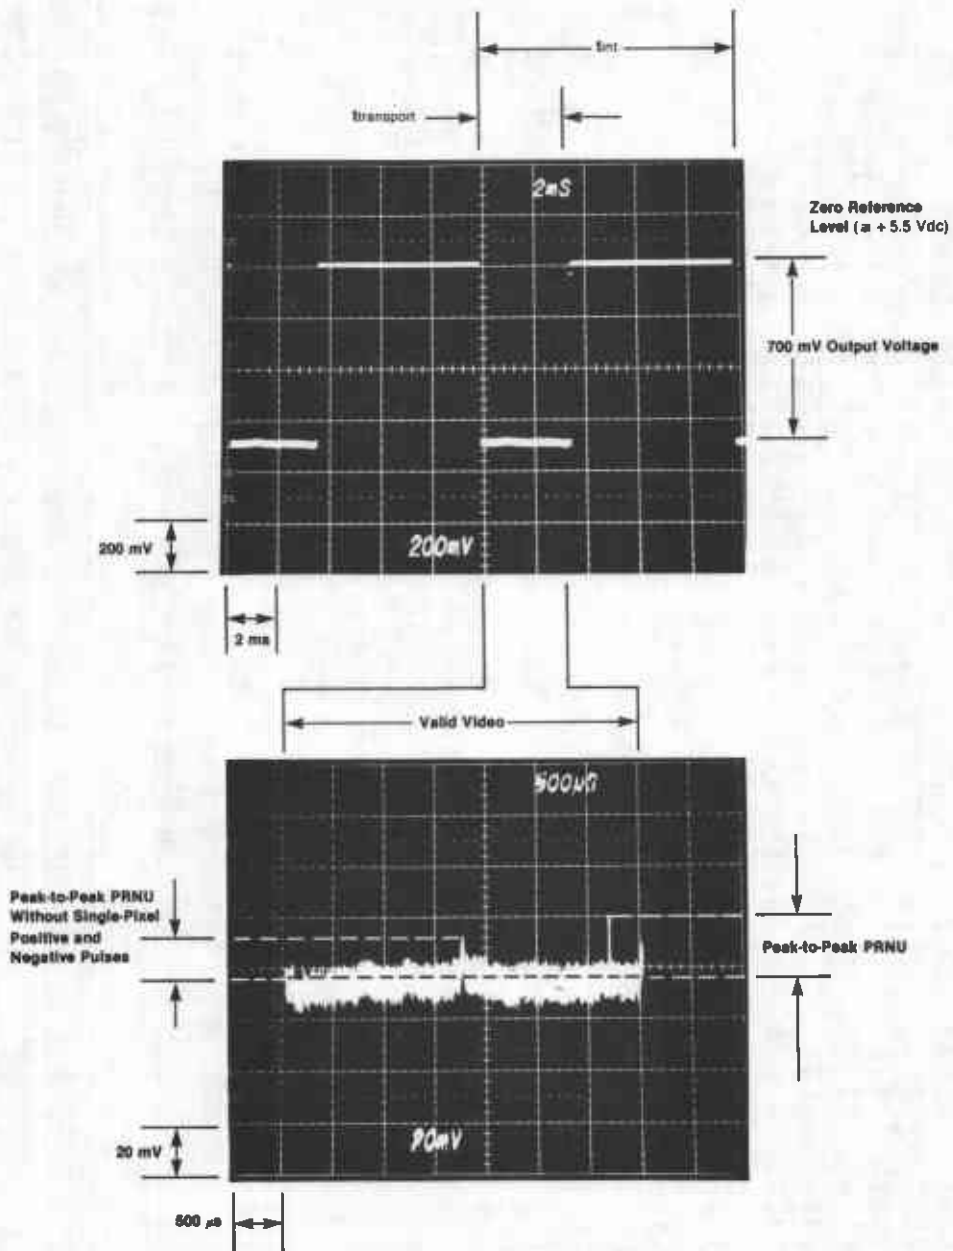 tint
ttransport
2mS
Zero Reference
Level (≅ + 5.5 Vdc)
700 mV Output Voltage
200 mV
200mV
2 ms
Valid Video
500µS
Peak-to-Peak PRNU
Without Single-Pixel
Positive and
Negative Pulses
Peak-to-Peak PRNU
20 mV
20mV
500 µs